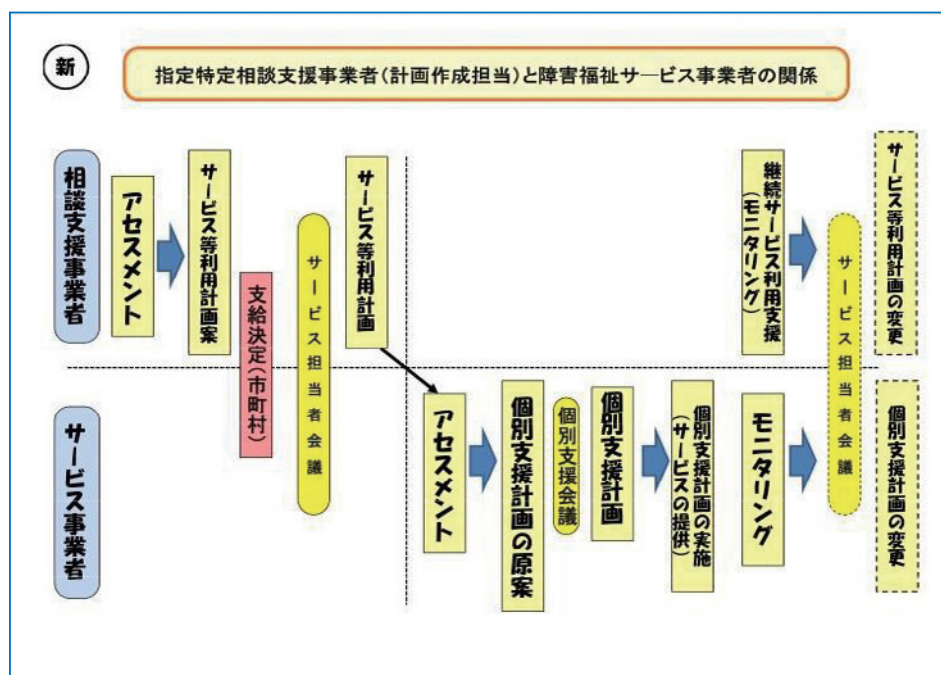 新
指定特定相談支援事業者(計画作成担当)と障害福祉サービス事業者の関係
相談支援事業者
アセスメント
サービス等利用計画案
支給決定(市町村)
サービス担当者会議
サービス等利用計画
継続サービス利用支援
(モニタリング)
サービス担当者会議
サービス等利用計画の変更
サービス事業者
アセスメント
個別支援計画の原案
個別支援会議
個別支援計画
個別支援計画の実施
(サービスの提供)
モニタリング
個別支援計画の変更